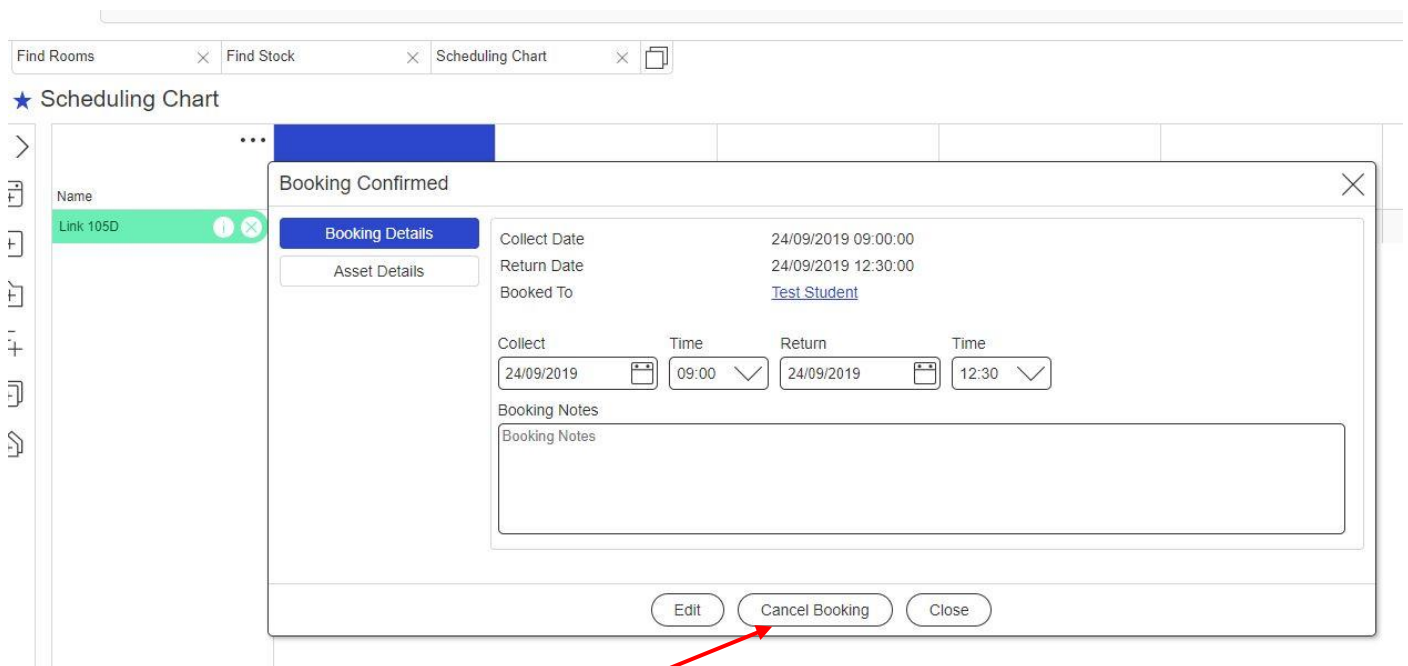 Find Rooms Find Stock Scheduling Chart
Scheduling Chart
Name
Link 105D
Booking Confirmed
Booking Details
Asset Details
Collect Date 24/09/2019 09:00:00
Return Date 24/09/2019 12:30:00
Booked To Test Student
Collect Time Return Time
24/09/2019 09:00 24/09/2019 12:30
Booking Notes
Booking Notes
Edit Cancel Booking Close